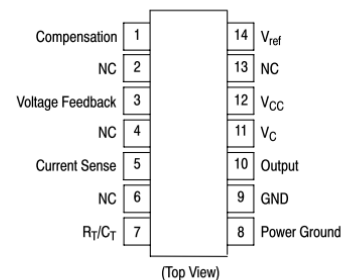 Compensation 1 14 Vref
NC 2 13 NC
Voltage Feedback 3 12 VCC
NC 4 11 VC
Current Sense 5 10 Output
NC 6 9 GND
RT/CT 7 8 Power Ground
(Top View)